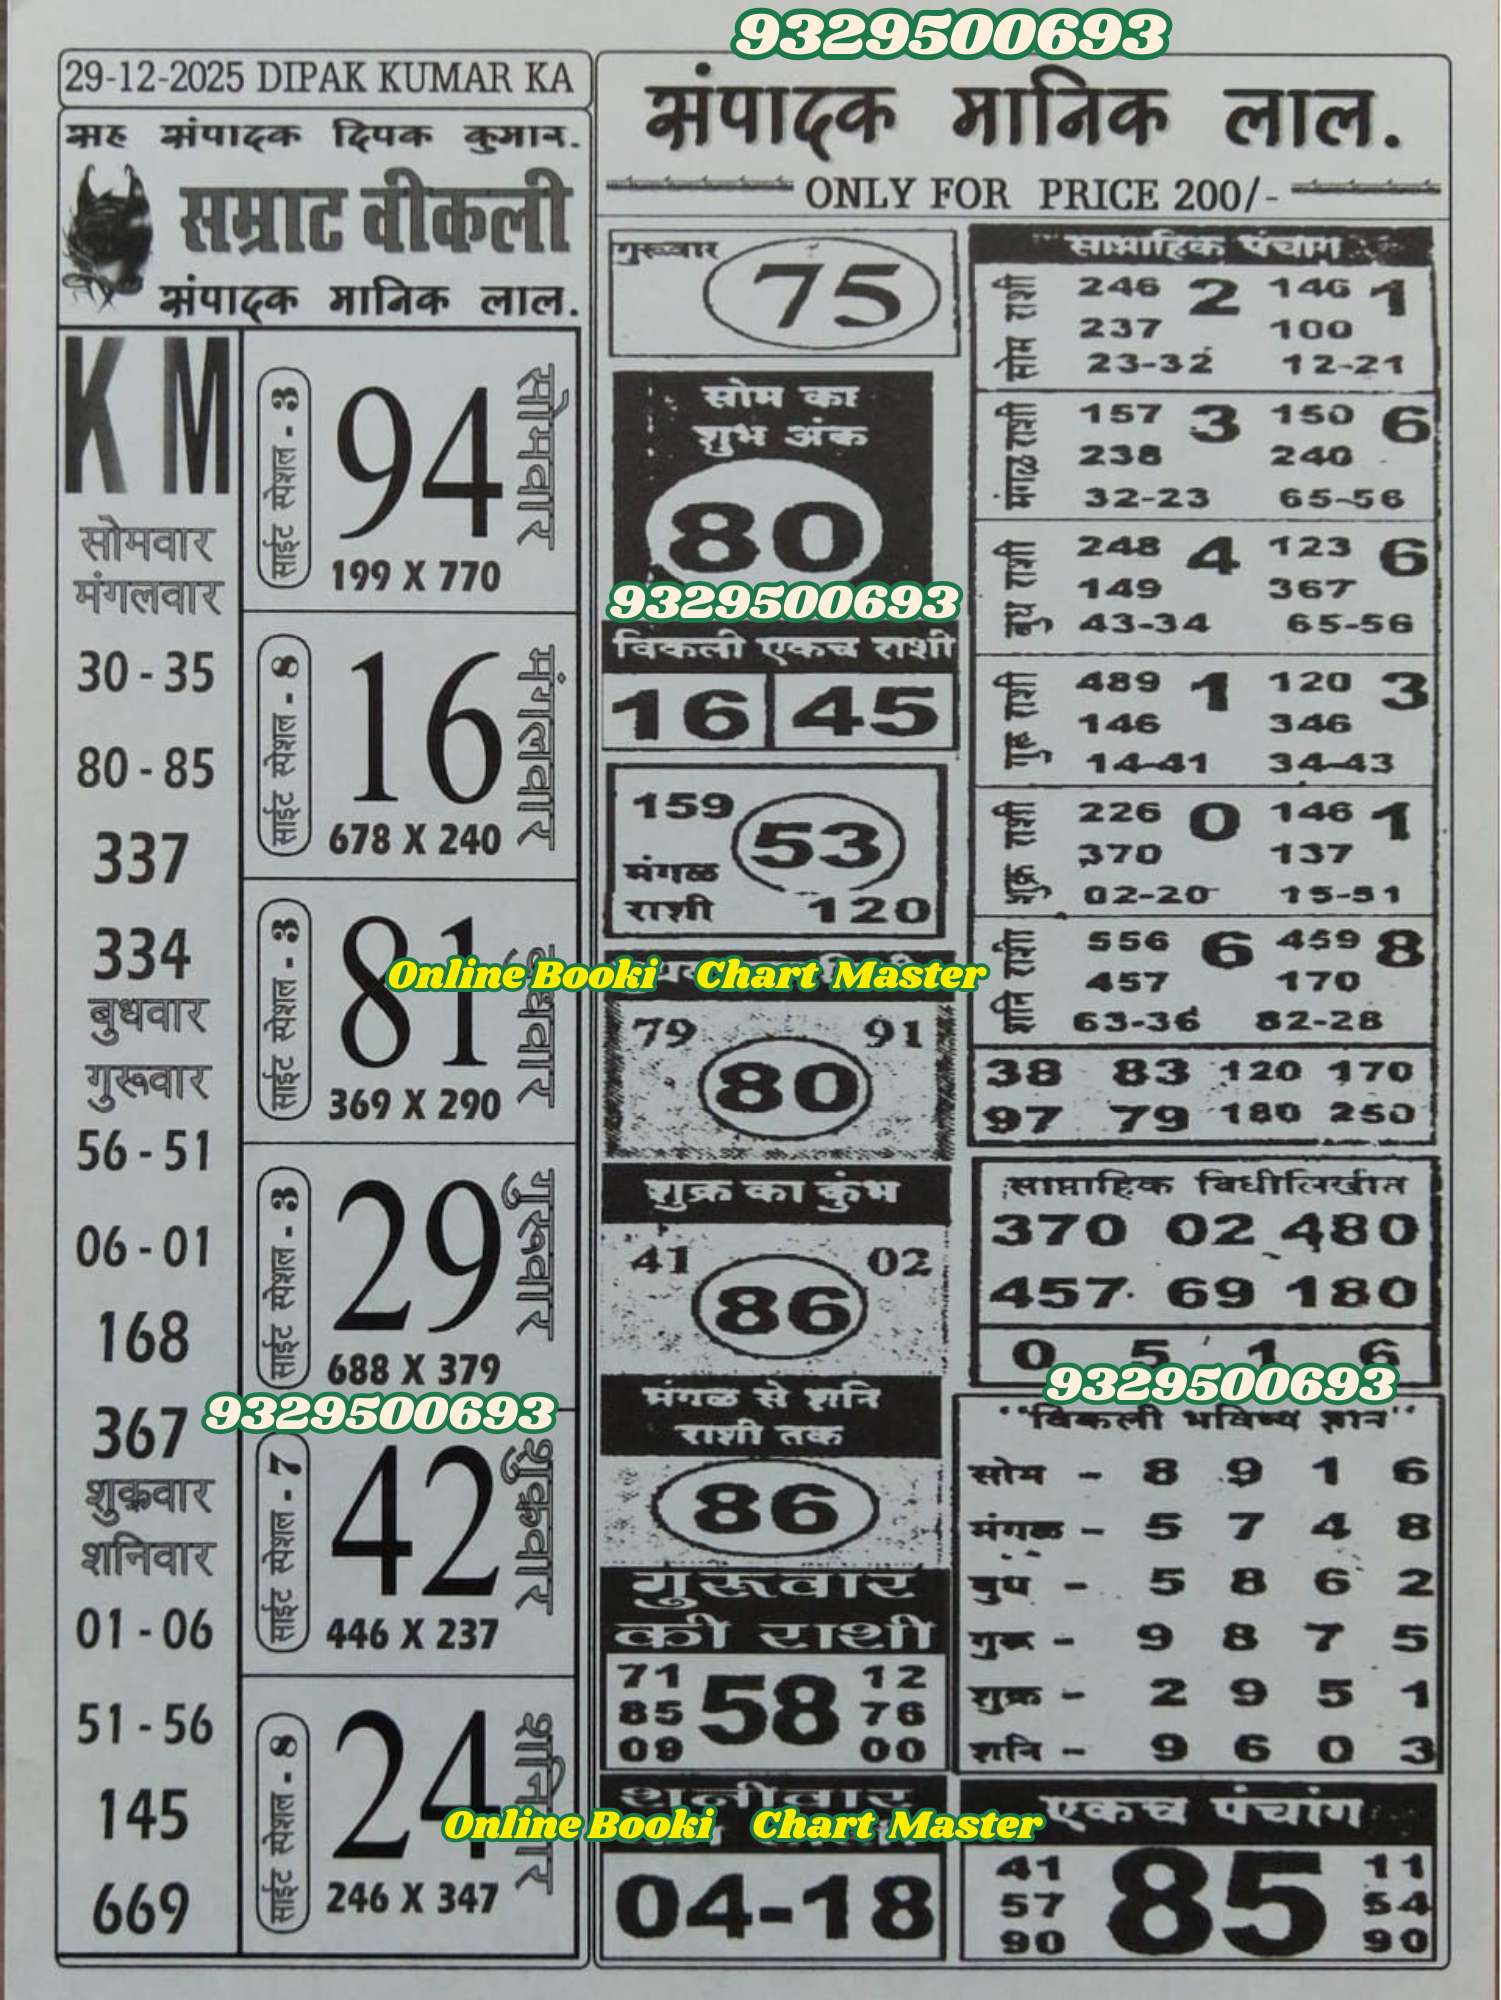 9329500693
29-12-2025 DIPAK KUMAR KA
सह संपादक दिपक कुमार.
सम्राट वीकली
संपादक मानिक लाल.
K M
सोमवार
मंगलवार
30 - 35
80 - 85
337
334
बुधवार
गुरूवार
56 - 51
06 - 01
168
367
शुक्रवार
शनिवार
01 - 06
51 - 56
145
669
साईट स्पेशल - 3
94
सोमवार
199 X 770
साईट स्पेशल - 8
16
मंगलवार
678 X 240
साईट स्पेशल - 3
81
बुधवार
369 X 290
साईट स्पेशल - 3
29
गुरूवार
688 X 379
9329500693
साईट स्पेशल - 7
42
शुक्रवार
446 X 237
साईट स्पेशल - 8
24
शनिवार
246 X 347
संपादक मानिक लाल.
ONLY FOR PRICE 200/-
गुरूवार
75
सोम का
शुभ अंक
80
9329500693
विकली एकच राशी
16 45
159
53
मंगळ
राशी 120
Online Booki Chart Master
79 91
80
शुक्र का कुंभ
41 02
86
मंगळ से शनि
राशी तक
86
गुरूवार
की राशी
71 12
85 58 76
09 00
शनीवार
Online Booki Chart Master
04-18
साप्ताहिक पंचांग
सोम राशी
246 2 146 1
237 100
23-32 12-21
मंगळ राशी
157 3 150 6
238 240
32-23 65-56
बुध राशी
248 4 123 6
149 367
43-34 65-56
गुरू राशी
489 1 120 3
146 346
14-41 34-43
शुक्र राशी
226 0 146 1
370 137
02-20 15-51
शनि राशी
556 6 459 8
457 170
63-36 82-28
38 83 120 170
97 79 180 250
साप्ताहिक विधीलिखीत
370 02 480
457 69 180
0 5 1 6
9329500693
"विकली भविष्य ज्ञान"
सोम - 8 9 1 6
मंगळ - 5 7 4 8
बुध - 5 8 6 2
गुरू - 9 8 7 5
शुक्र - 2 9 5 1
शनि - 9 6 0 3
एकच पंचांग
41 11
57 85 54
90 90